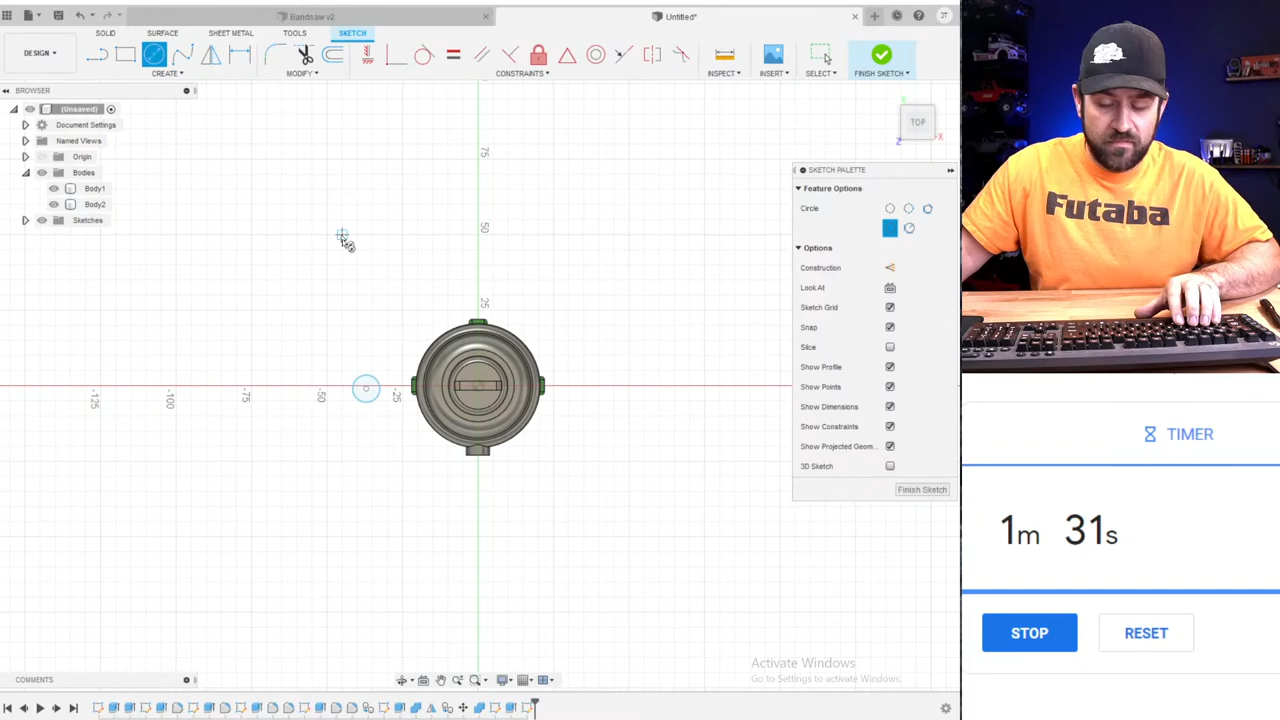 Bandsaw v2
Untitled*
JT
SOLID SURFACE SHEET METAL TOOLS SKETCH
DESIGN
CREATE MODIFY CONSTRAINTS INSPECT INSERT SELECT FINISH SKETCH
BROWSER
(Unsaved)
Document Settings
Named Views
Origin
Bodies
Body1
Body2
Sketches
TOP
X
Z
75
50
25
-125
-100
-75
-50
-25
SKETCH PALETTE
Feature Options
Circle
Options
Construction
Look At
Sketch Grid
Snap
Slice
Show Profile
Show Points
Show Dimensions
Show Constraints
Show Projected Geom...
3D Sketch
Finish Sketch
Activate Windows
Go to Settings to activate Windows.
COMMENTS
Futaba
TIMER
1m 31s
STOP RESET